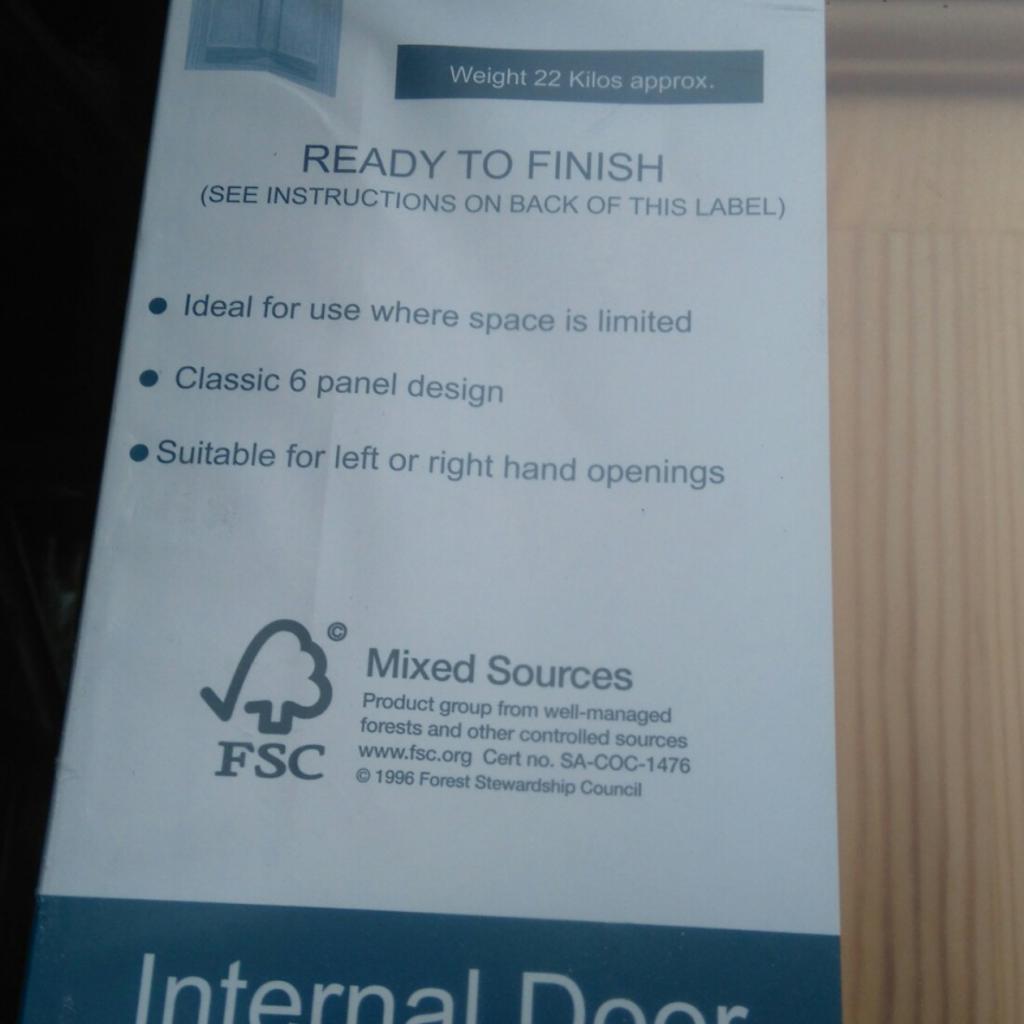 Weight 22 Kilos approx.
READY TO FINISH
(SEE INSTRUCTIONS ON BACK OF THIS LABEL)
● Ideal for use where space is limited
● Classic 6 panel design
● Suitable for left or right hand openings
©
FSC
Mixed Sources
Product group from well-managed
forests and other controlled sources
www.fsc.org Cert no. SA-COC-1476
© 1996 Forest Stewardship Council
Internal Door